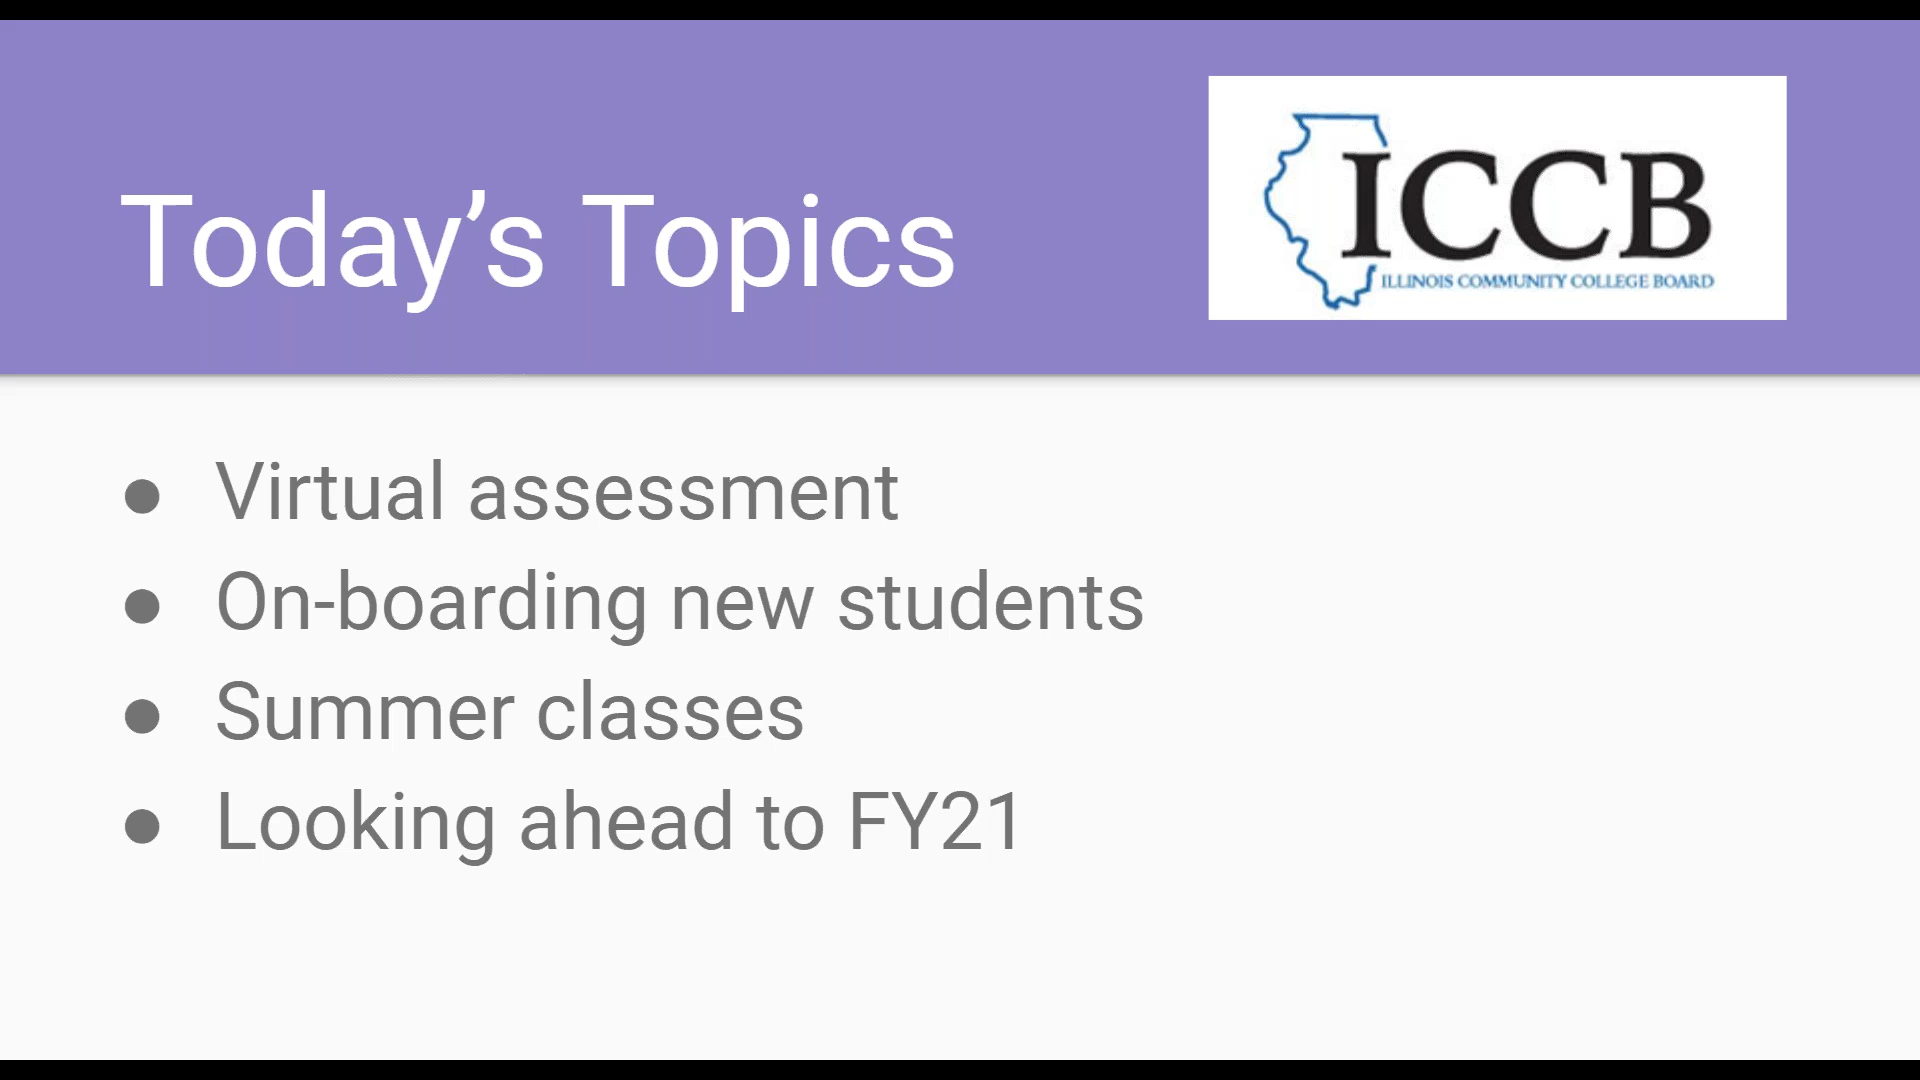 Today’s Topics
ICCB
ILLINOIS COMMUNITY COLLEGE BOARD
● Virtual assessment
● On-boarding new students
● Summer classes
● Looking ahead to FY21